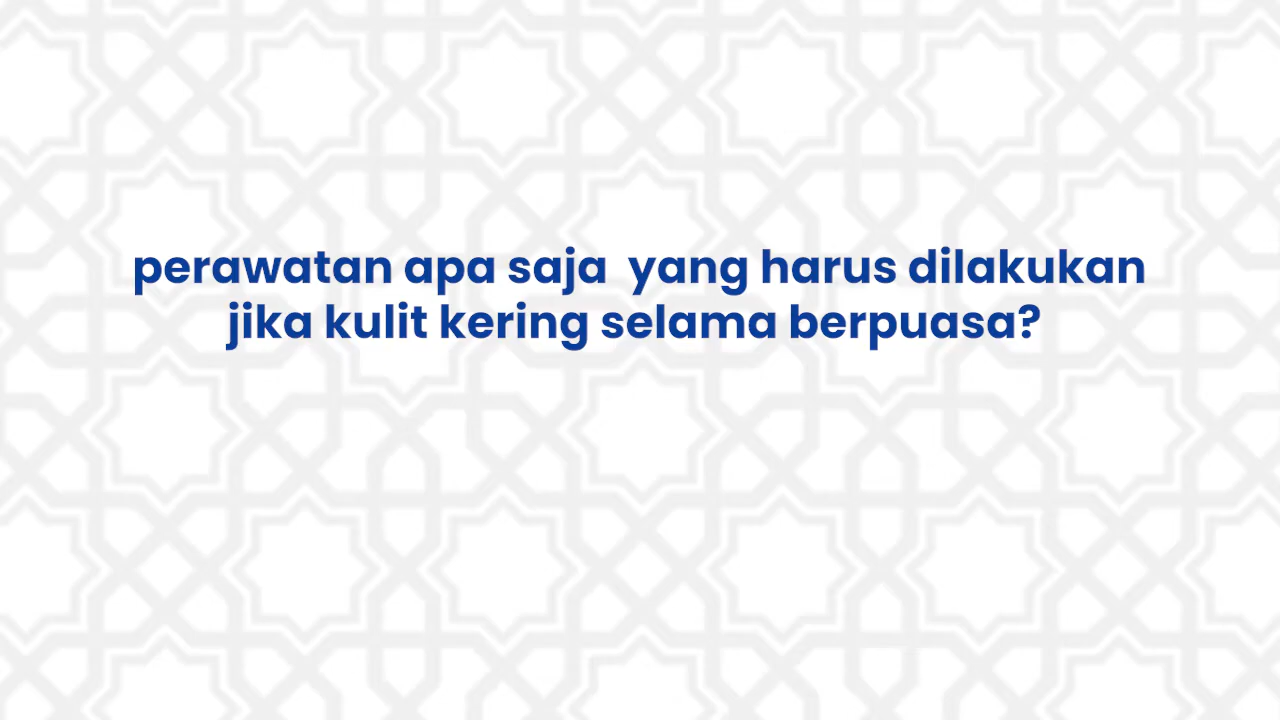 perawatan apa saja  yang harus dilakukan
jika kulit kering selama berpuasa?